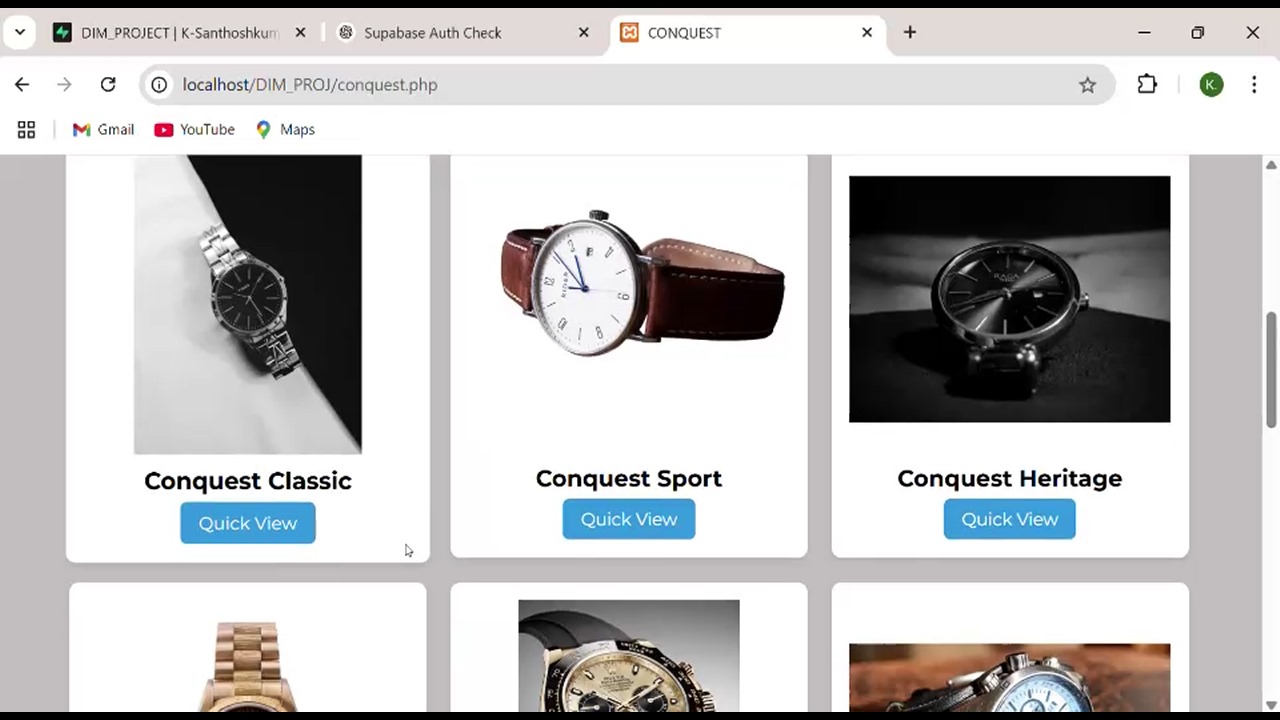 DIM_PROJECT | K-Santhoshkum
Supabase Auth Check
CONQUEST
localhost/DIM_PROJ/conquest.php
K.
Gmail
YouTube
Maps
Conquest Classic
Conquest Sport
Conquest Heritage
Quick View
Quick View
Quick View